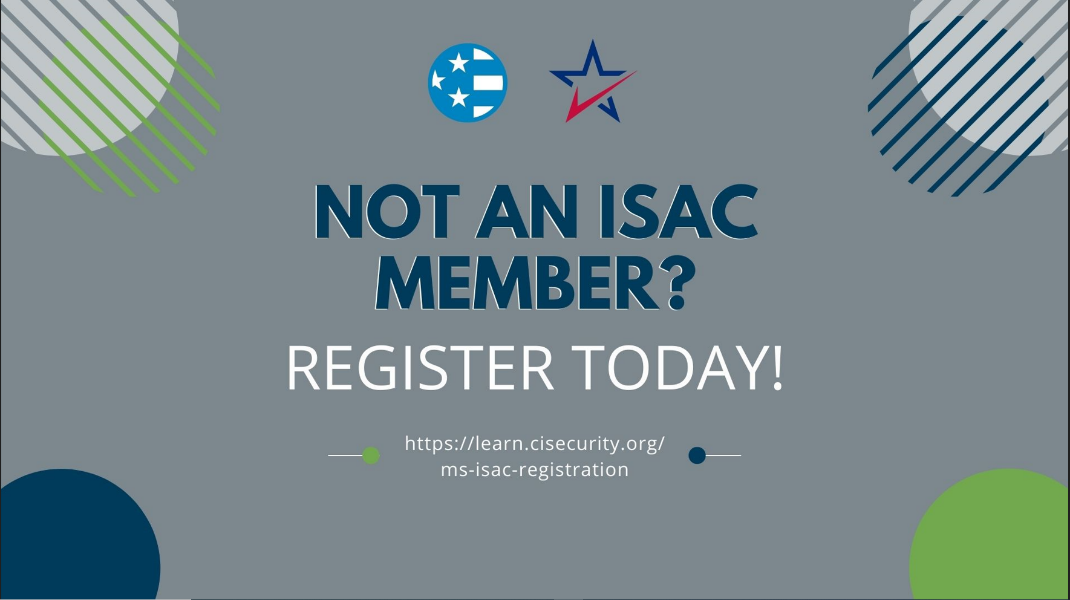 NOT AN ISAC
MEMBER?
REGISTER TODAY!
https://learn.cisecurity.org/
ms-isac-registration